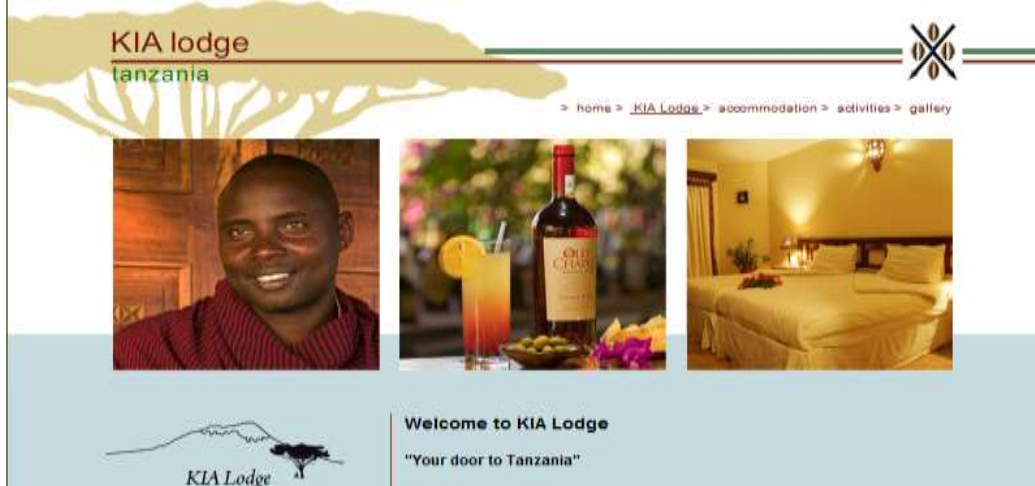 KIA lodge
tanzania
> home > KIA Lodge > accommodation > activities > gallery
Welcome to KIA Lodge
"Your door to Tanzania"
KIA Lodge